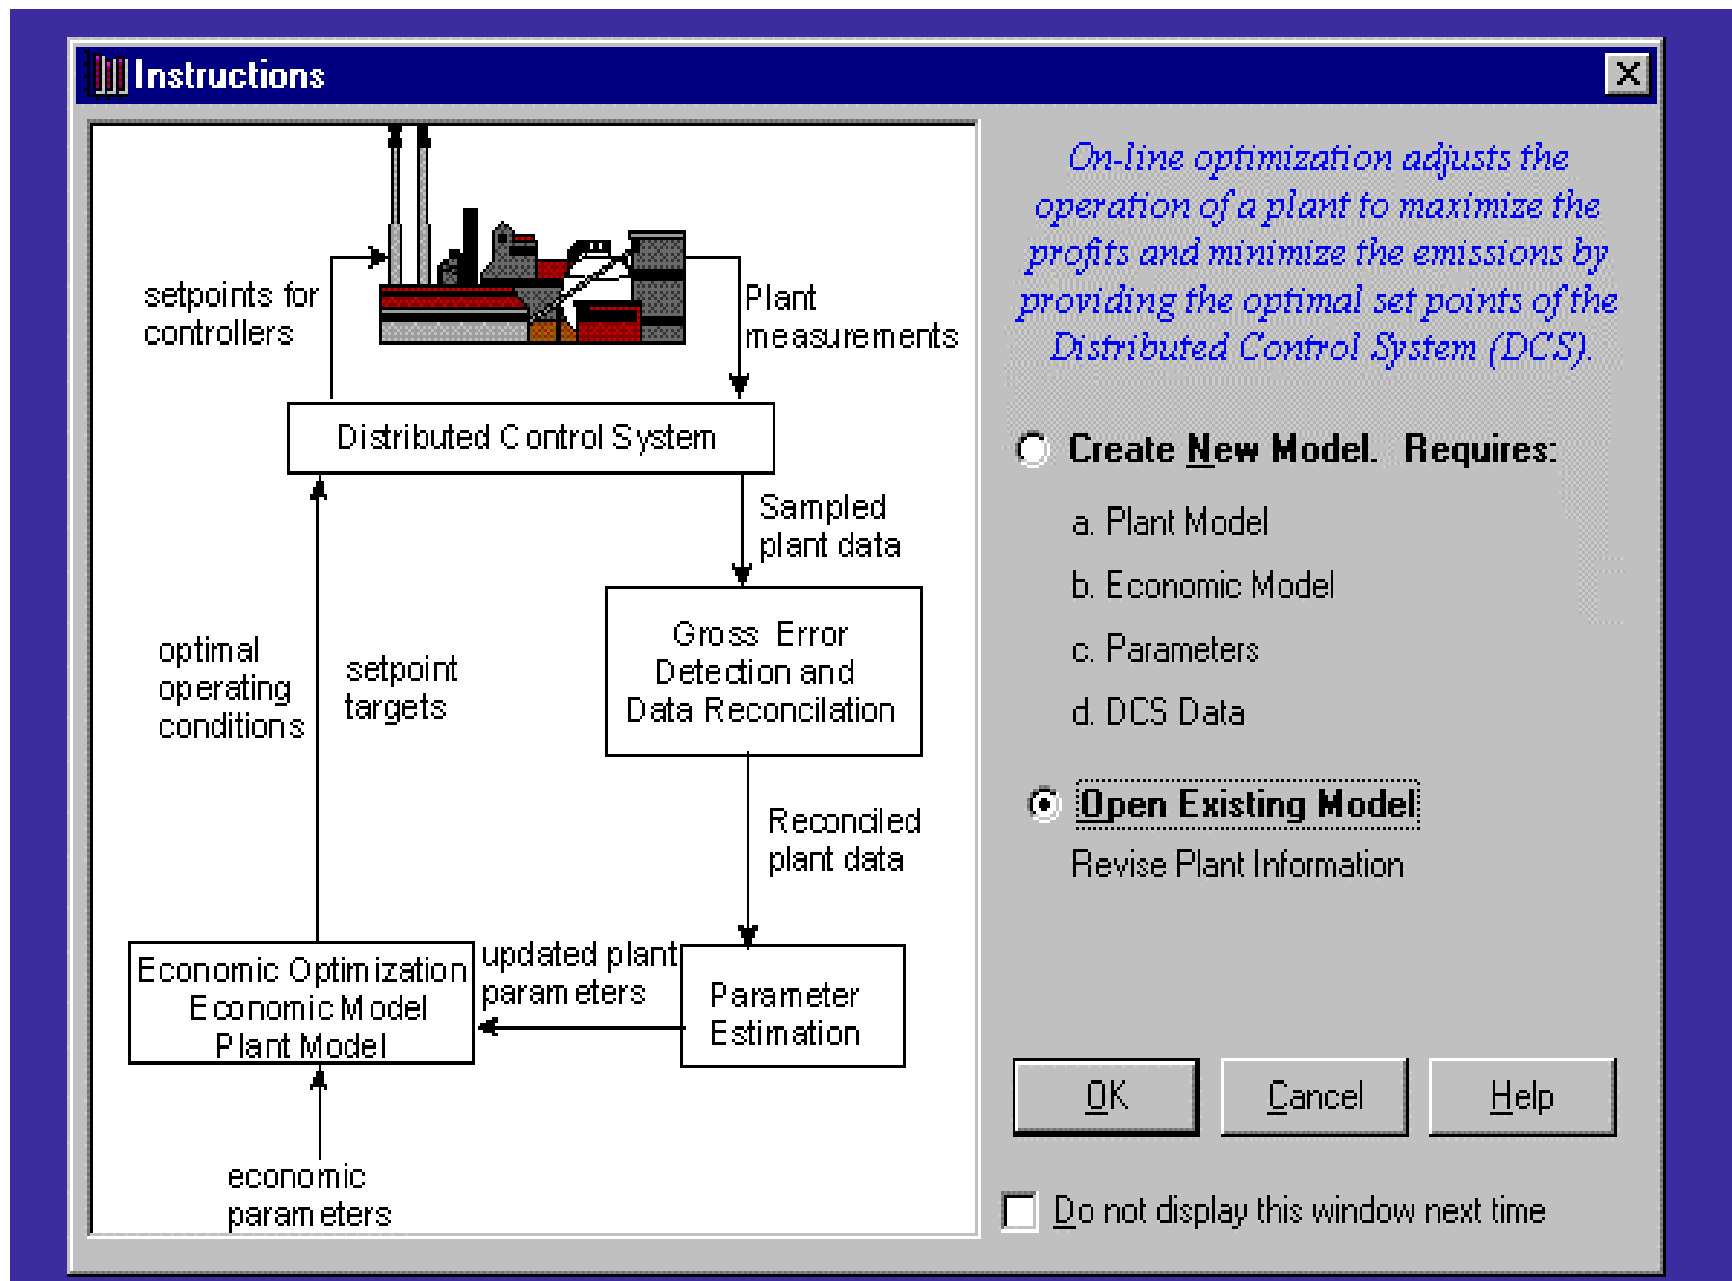 Instructions
setpoints for
controllers
Plant
measurements
Distributed Control System
Sampled
plant data
Gross Error
Detection and
Data Reconcilation
optimal
operating
conditions
setpoint
targets
Reconciled
plant data
Economic Optimization
Economic Model
Plant Model
updated plant
parameters
Parameter
Estimation
economic
parameters
On-line optimization adjusts the
operation of a plant to maximize the
profits and minimize the emissions by
providing the optimal set points of the
Distributed Control System (DCS).
Create New Model. Requires:
a. Plant Model
b. Economic Model
c. Parameters
d. DCS Data
Open Existing Model
Revise Plant Information
OK
Cancel
Help
Do not display this window next time